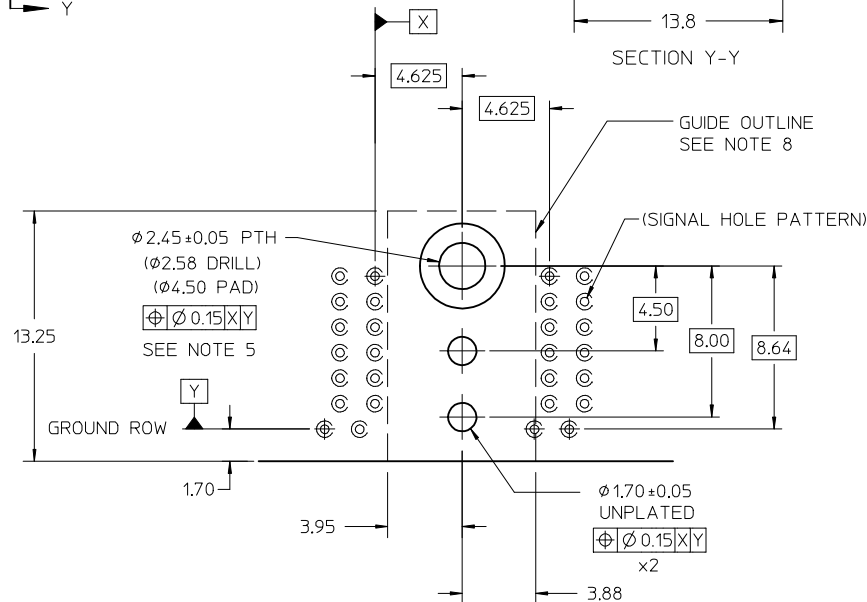 Y
X
13.8
SECTION Y-Y
4.625
4.625
GUIDE OUTLINE
SEE NOTE 8
(SIGNAL HOLE PATTERN)
Ø2.45±0.05 PTH
(Ø2.58 DRILL)
(Ø4.50 PAD)
⌖ Ø 0.15 X Y
SEE NOTE 5
13.25
4.50
8.00
8.64
Y
GROUND ROW
1.70
3.95
Ø1.70±0.05
UNPLATED
⌖ Ø 0.15 X Y
x2
3.88